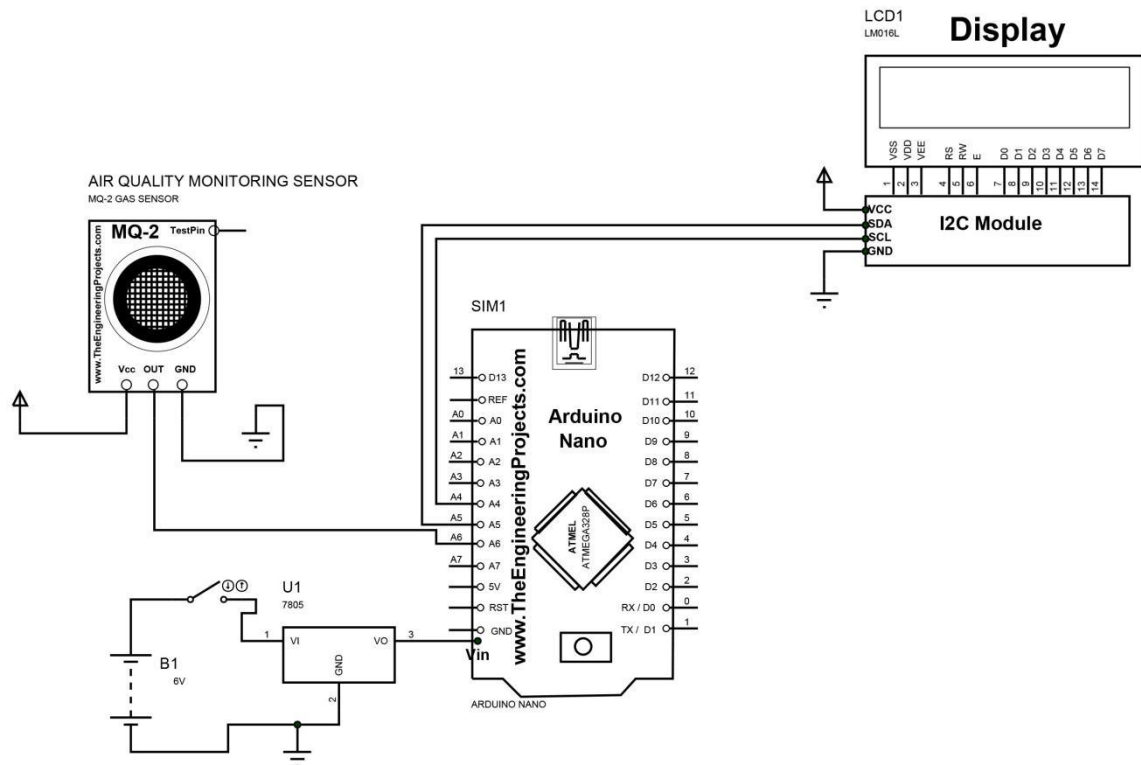 LCD1
LM016L
Display
VSS
VDD
VEE
RS
RW
E
D0
D1
D2
D3
D4
D5
D6
D7
1
2
3
4
5
6
7
8
9
10
11
12
13
14
VCC
SDA
SCL
GND
I2C Module
AIR QUALITY MONITORING SENSOR
MQ-2 GAS SENSOR
MQ-2
TestPin
www.TheEngineeringProjects.com
Vcc OUT GND
SIM1
www.TheEngineeringProjects.com
Arduino
Nano
ATMEL
ATMEGA328P
13 D13
REF
A0 A0
A1 A1
A2 A2
A3 A3
A4 A4
A5 A5
A6 A6
A7 A7
5V
RST
GND
Vin
D12 12
D11 11
D10 10
D9 9
D8 8
D7 7
D6 6
D5 5
D4 4
D3 3
D2 2
RX / D0 0
TX / D1 1
ARDUINO NANO
U1
7805
1 VI
VO 3
GND
2
B1
6V